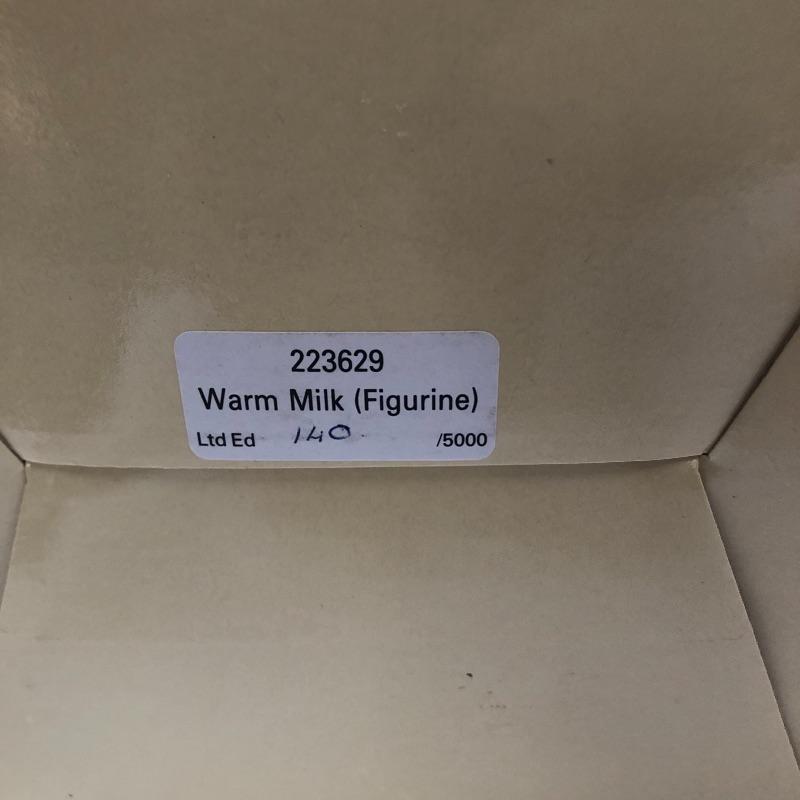 223629
Warm Milk (Figurine)
Ltd Ed 140 /5000